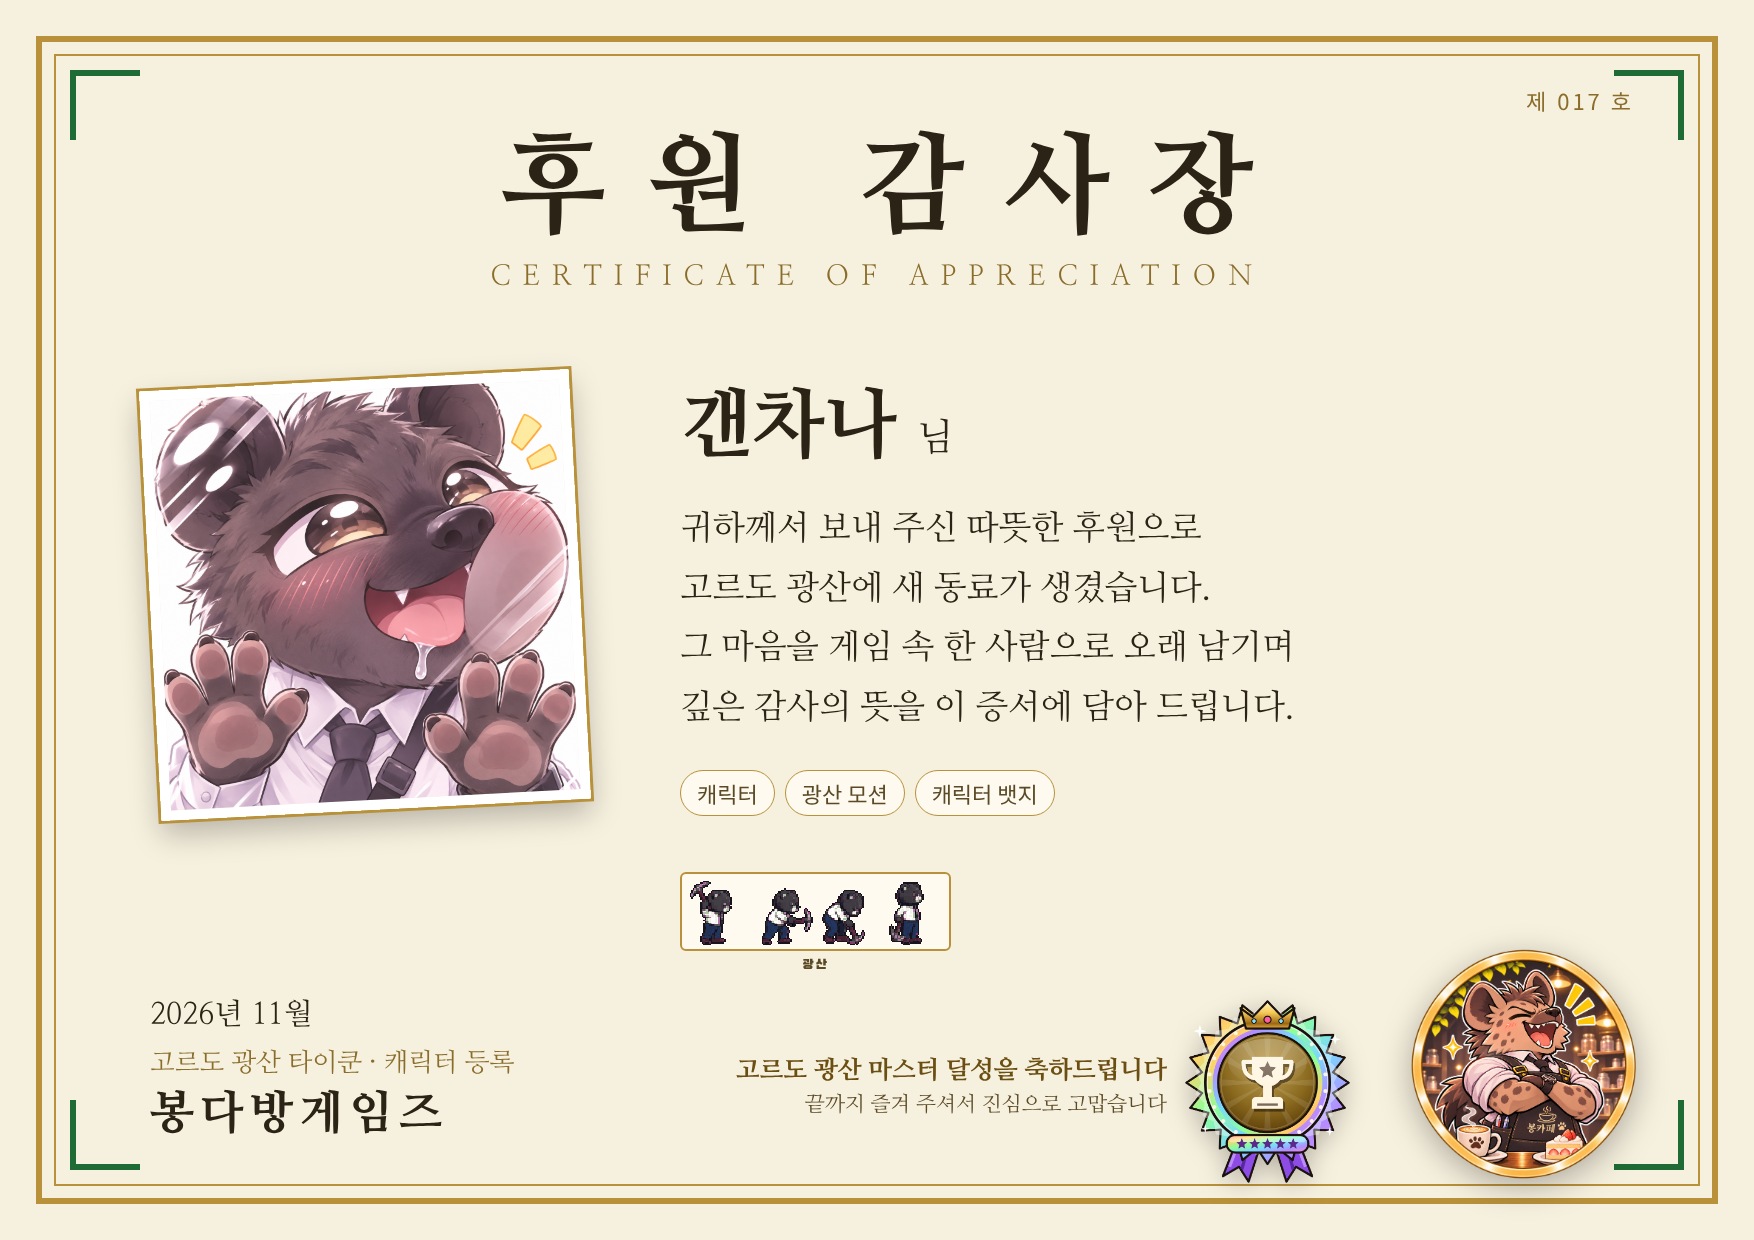 제 017 호
후원 감사장
CERTIFICATE OF APPRECIATION
갠차나 님
귀하께서 보내 주신 따뜻한 후원으로
고르도 광산에 새 동료가 생겼습니다.
그 마음을 게임 속 한 사람으로 오래 남기며
깊은 감사의 뜻을 이 증서에 담아 드립니다.
캐릭터 광산 모션 캐릭터 뱃지
광산
2026년 11월
고르도 광산 타이쿤 · 캐릭터 등록
봉다방게임즈
고르도 광산 마스터 달성을 축하드립니다
끝까지 즐겨 주셔서 진심으로 고맙습니다
봉카페